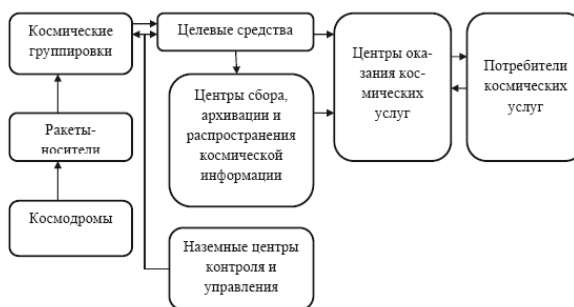 Космические
группировки
Целевые средства
Центры ока-
зания кос-
мических
услуг
Потребители
космических
услуг
Центры сбора,
архивации и
распространения
космической
информации
Ракеты-
носители
Космодромы
Наземные центры
контроля и
управления